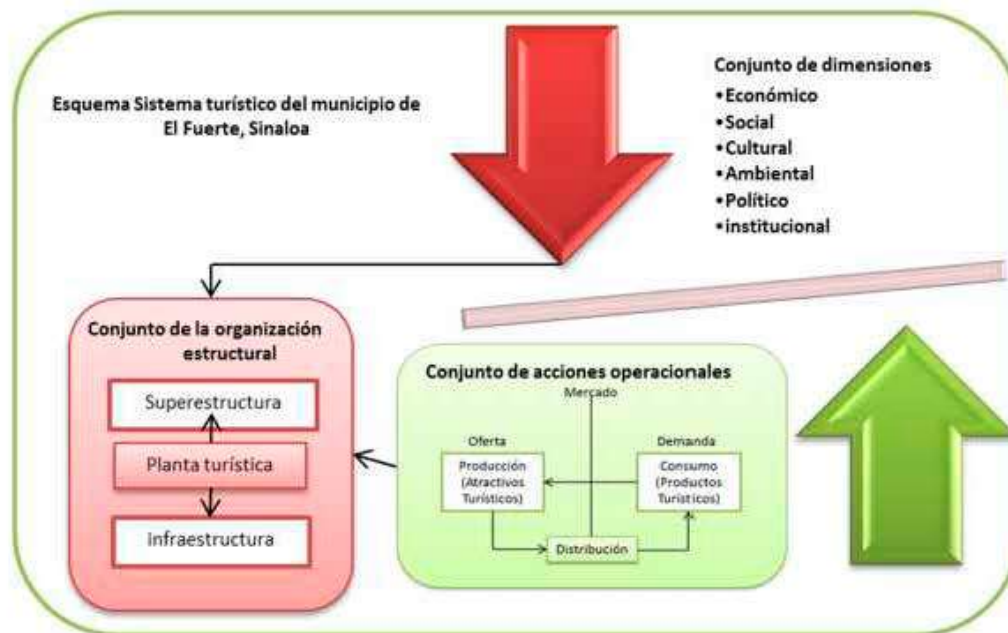 Esquema Sistema turístico del municipio de
El Fuerte, Sinaloa
Conjunto de dimensiones
•Económico
•Social
•Cultural
•Ambiental
•Político
•institucional
Conjunto de la organización
estructural
Superestructura
Planta turística
infraestructura
Conjunto de acciones operacionales
Mercado
Oferta
Demanda
Producción
(Atractivos
Turísticos)
Consumo
(Productos
Turísticos)
Distribución